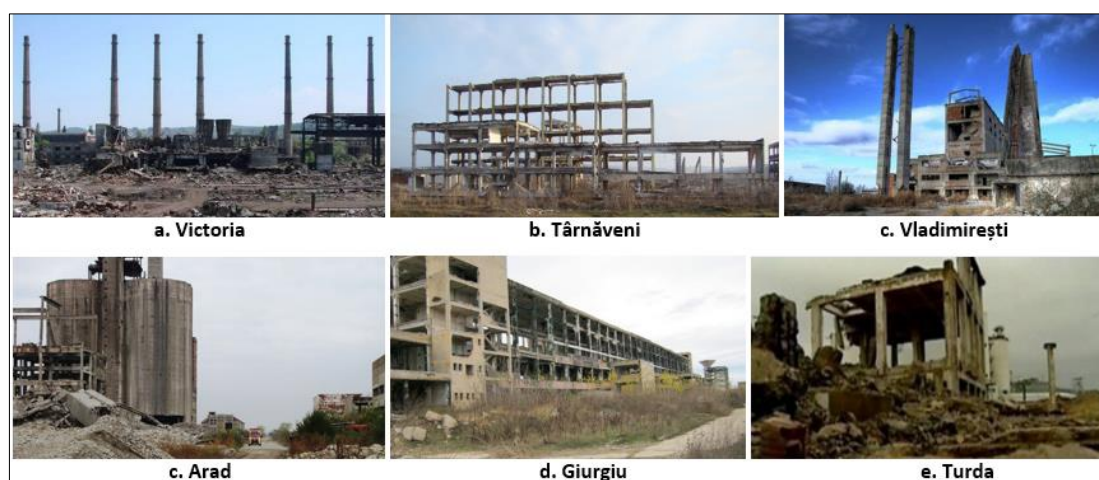 a. Victoria
b. Târnăveni
c. Vladimirești
c. Arad
d. Giurgiu
e. Turda